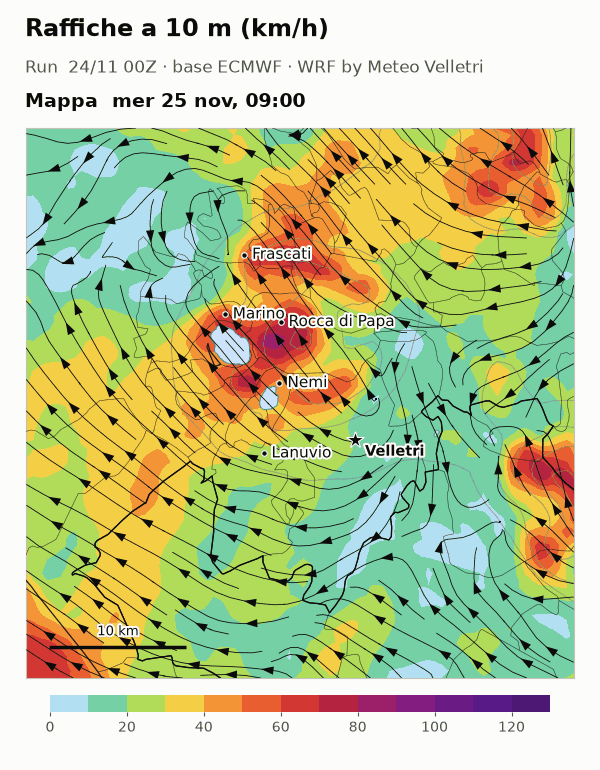 Raffiche a 10 m (km/h)
Run  24/11 00Z · base ECMWF · WRF by Meteo Velletri
Mappa  mer 25 nov, 09:00
Frascati
Marino
Rocca di Papa
Nemi
Velletri
Lanuvio
10 km
0 20 40 60 80 100 120